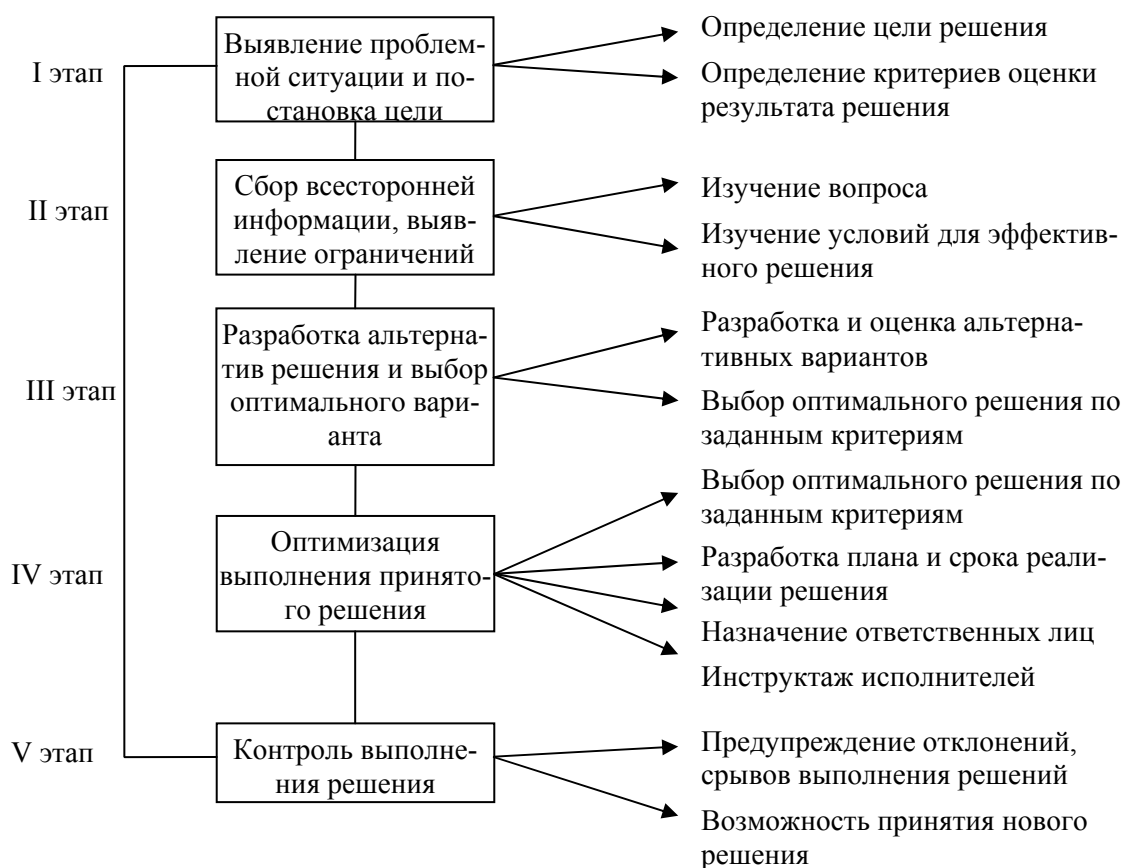 I этап
Выявление проблем-
ной ситуации и по-
становка цели
Определение цели решения
Определение критериев оценки
результата решения
II этап
Сбор всесторонней
информации, выяв-
ление ограничений
Изучение вопроса
Изучение условий для эффектив-
ного решения
III этап
Разработка альтерна-
тив решения и выбор
оптимального вари-
анта
Разработка и оценка альтерна-
тивных вариантов
Выбор оптимального решения по
заданным критериям
IV этап
Оптимизация
выполнения принято-
го решения
Выбор оптимального решения по
заданным критериям
Разработка плана и срока реали-
зации решения
Назначение ответственных лиц
Инструктаж исполнителей
V этап
Контроль выполне-
ния решения
Предупреждение отклонений,
срывов выполнения решений
Возможность принятия нового
решения